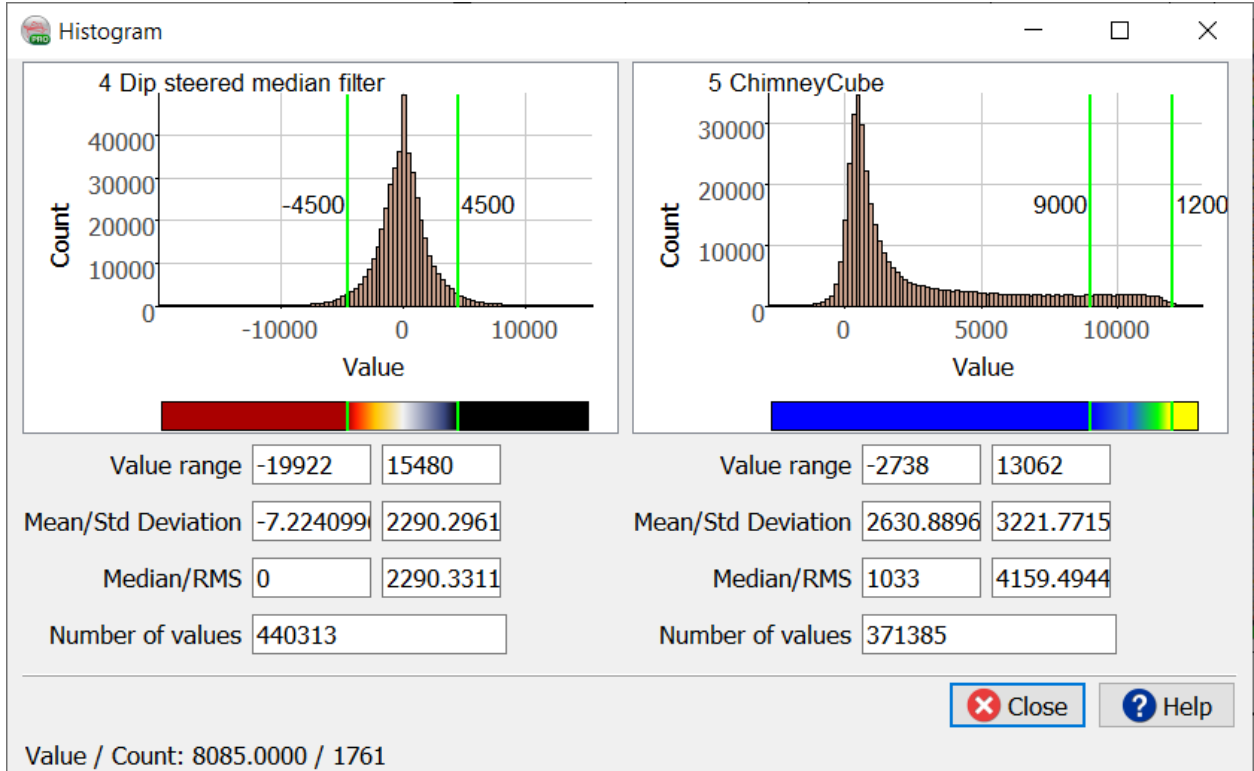 Histogram
4 Dip steered median filter
5 ChimneyCube
40000
30000
20000
10000
0
Count
-4500
4500
-10000
0
10000
Value
30000
20000
10000
0
Count
9000
1200
0
5000
10000
Value
Value range -19922 15480
Value range -2738 13062
Mean/Std Deviation -7.224099 2290.2961
Mean/Std Deviation 2630.8896 3221.7715
Median/RMS 0 2290.3311
Median/RMS 1033 4159.4944
Number of values 440313
Number of values 371385
Close
Help
Value / Count: 8085.0000 / 1761